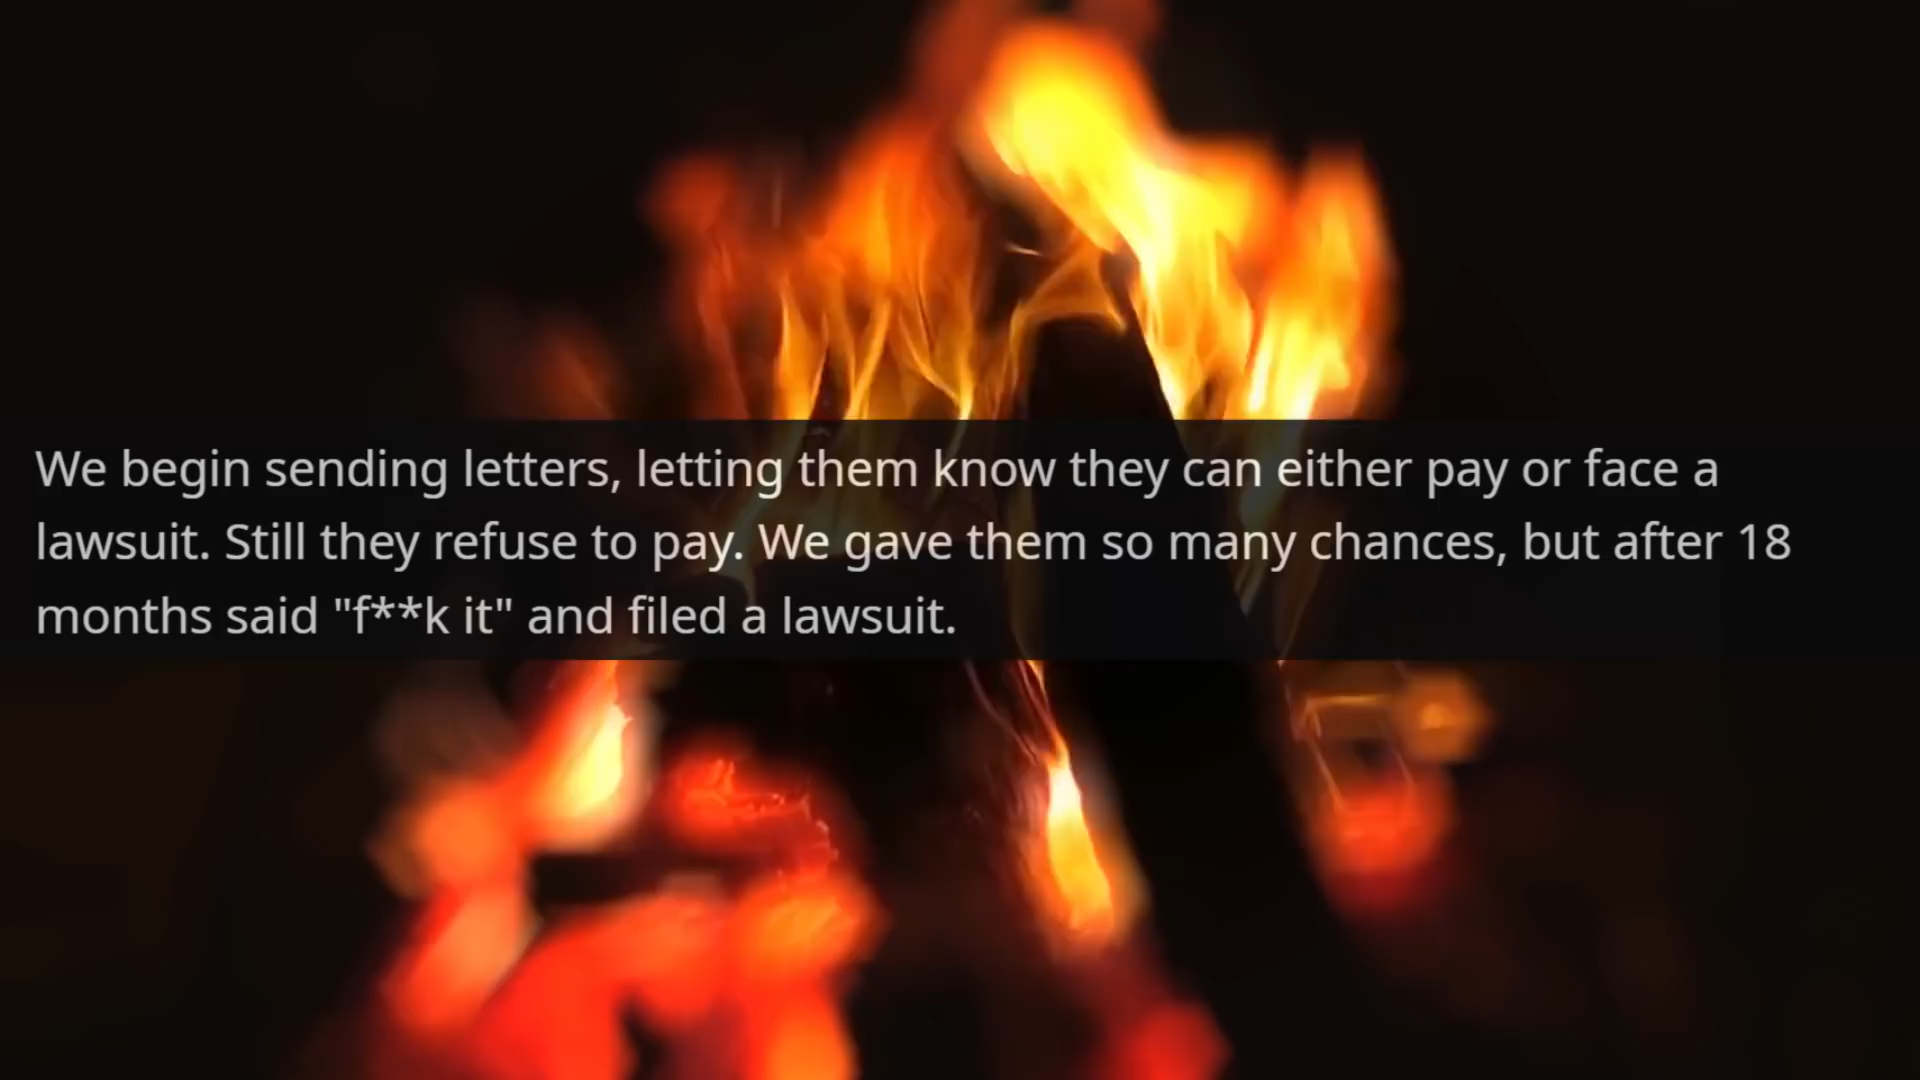 We begin sending letters, letting them know they can either pay or face a
lawsuit. Still they refuse to pay. We gave them so many chances, but after 18
months said "f**k it" and filed a lawsuit.